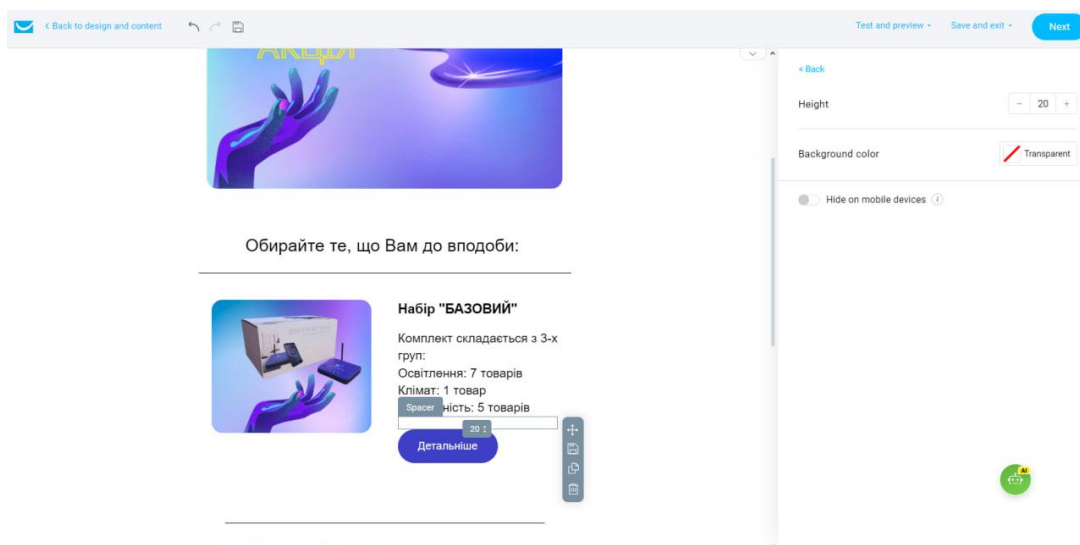 < Back to design and content
Test and preview
Save and exit
Next
АКЦІЯ
< Back
Height
− 20 +
Background color
Transparent
Hide on mobile devices i
Обирайте те, що Вам до вподоби:
Набір "БАЗОВИЙ"
Комплект складається з 3-х
груп:
Освітлення: 7 товарів
Клімат: 1 товар
Spacer ність: 5 товарів
20
Детальніше
AI